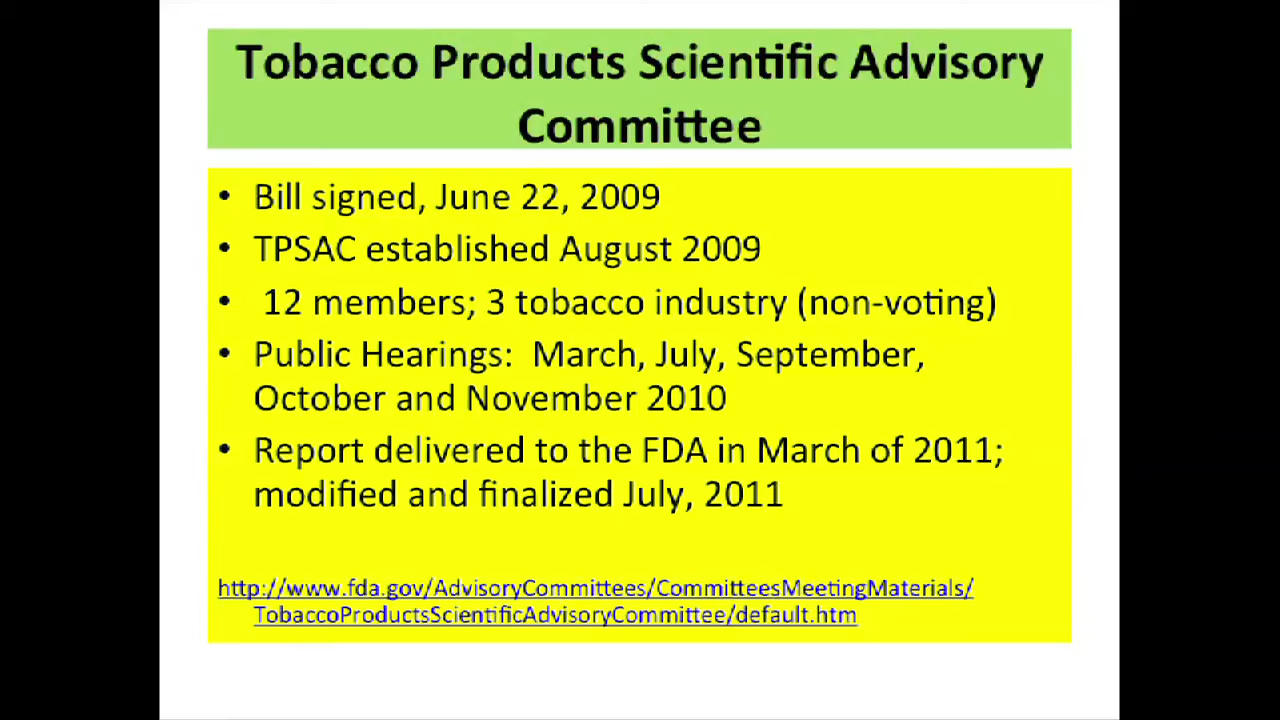 Tobacco Products Scientific Advisory
Committee
• Bill signed, June 22, 2009
• TPSAC established August 2009
• 12 members; 3 tobacco industry (non-voting)
• Public Hearings: March, July, September,
October and November 2010
• Report delivered to the FDA in March of 2011;
modified and finalized July, 2011
http://www.fda.gov/AdvisoryCommittees/CommitteesMeetingMaterials/
TobaccoProductsScientificAdvisoryCommittee/default.htm